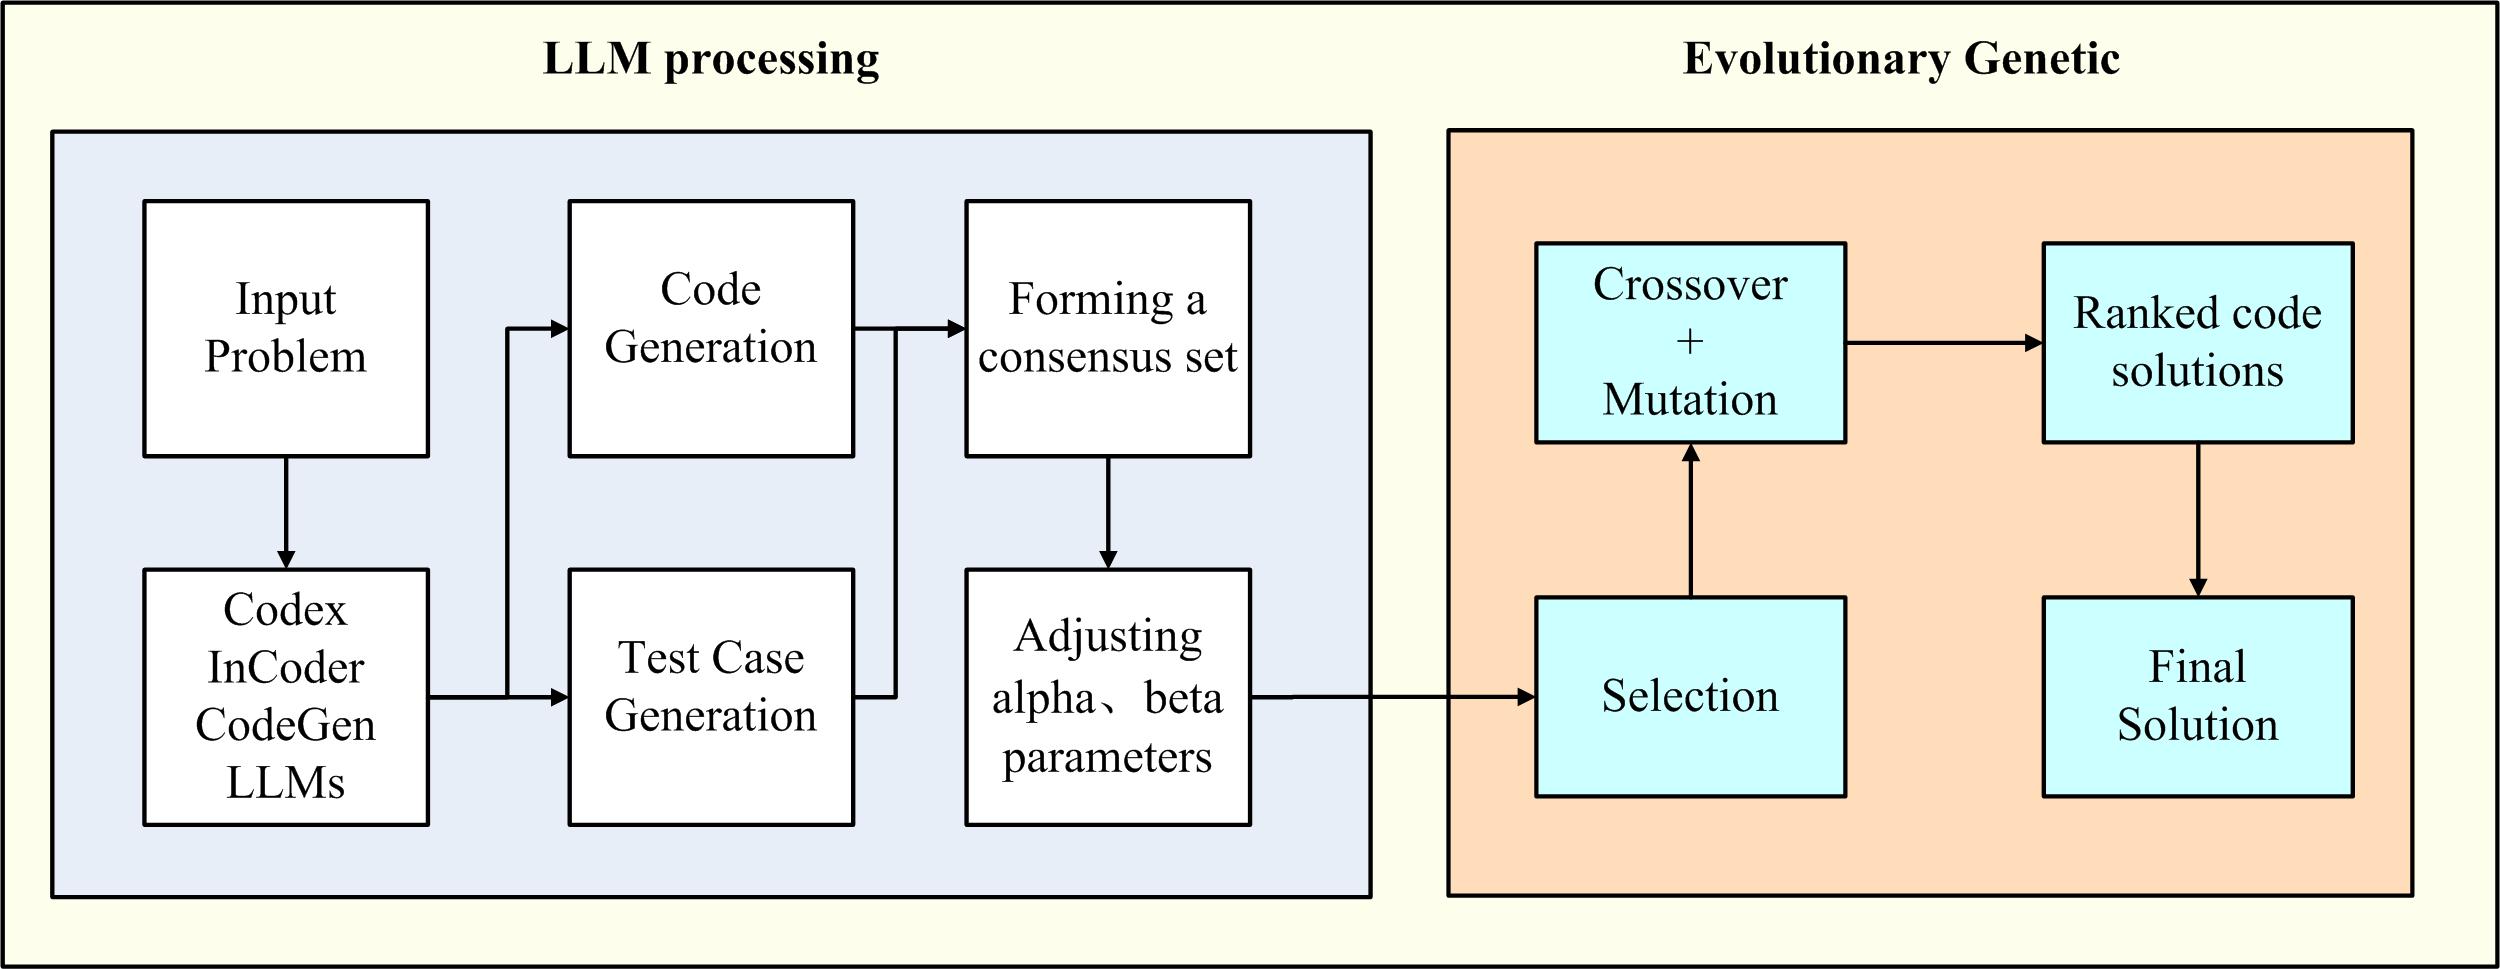 LLM processing
Evolutionary Genetic
Input
Problem
Code
Generation
Forming a
consensus set
Codex
InCoder
CodeGen
LLMs
Test Case
Generation
Adjusting
alpha、beta
parameters
Crossover
+
Mutation
Ranked code
solutions
Selection
Final
Solution